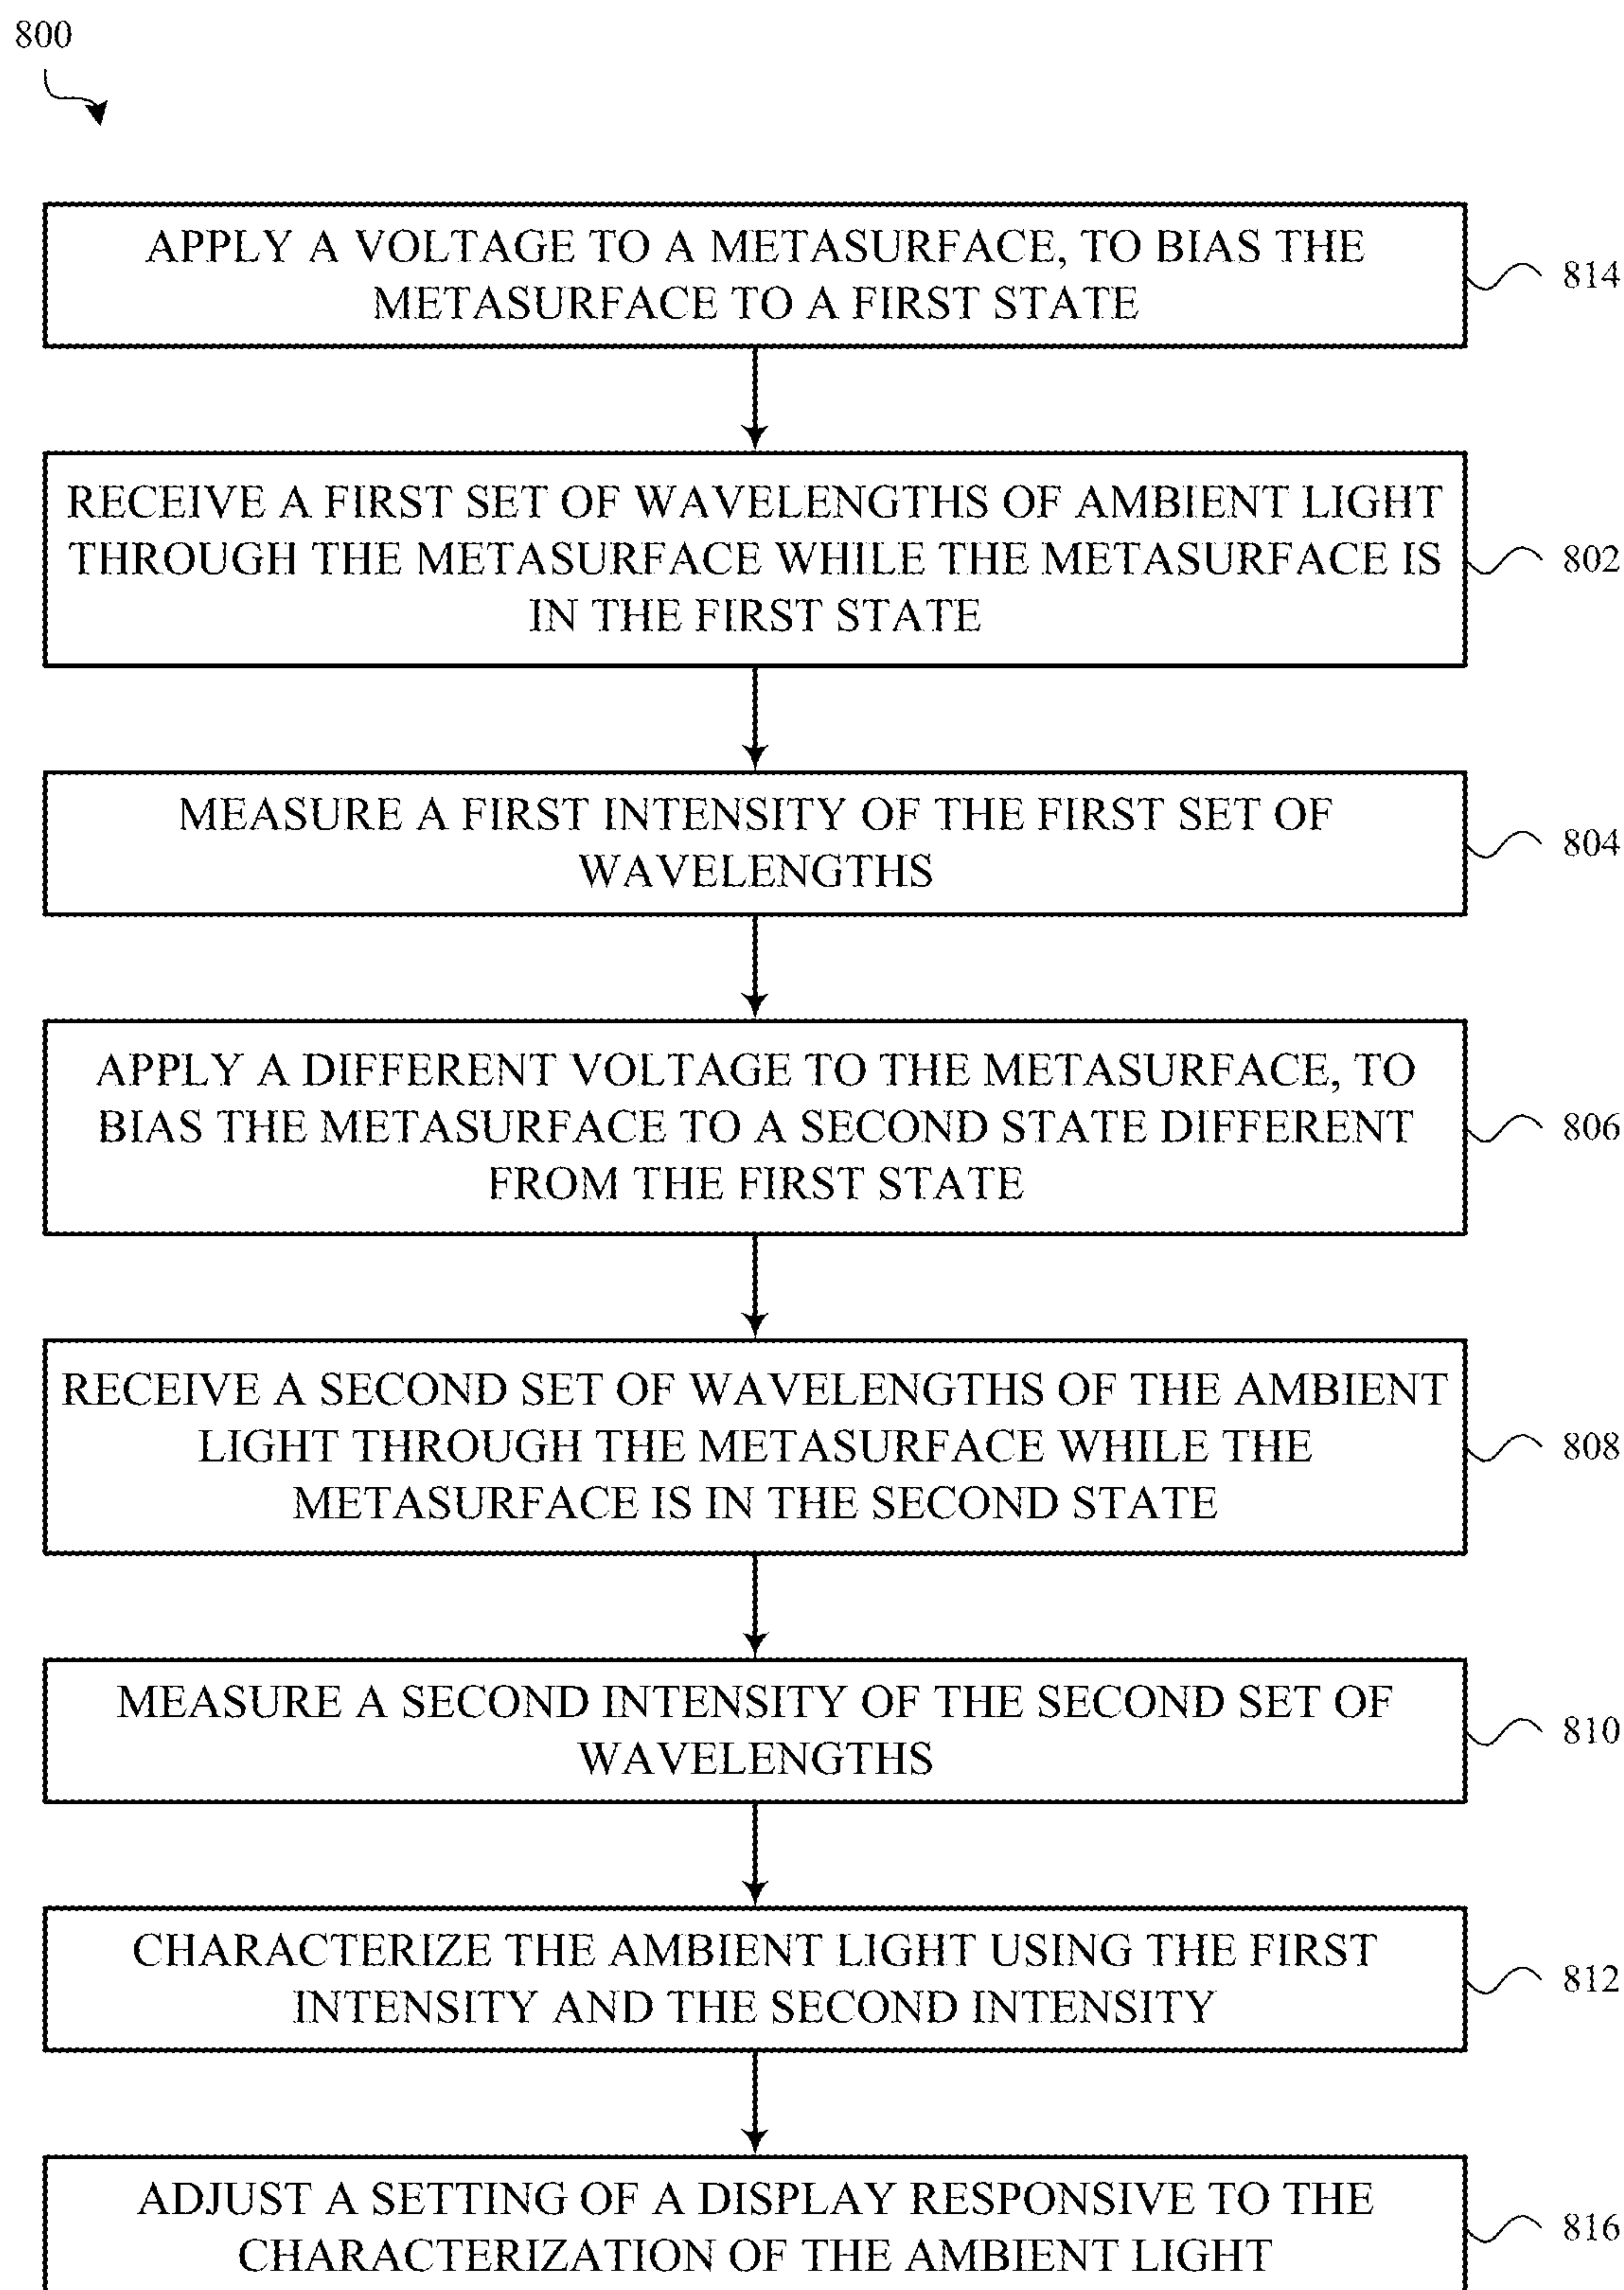 800
APPLY A VOLTAGE TO A METASURFACE, TO BIAS THE
METASURFACE TO A FIRST STATE
814
RECEIVE A FIRST SET OF WAVELENGTHS OF AMBIENT LIGHT
THROUGH THE METASURFACE WHILE THE METASURFACE IS
IN THE FIRST STATE
802
MEASURE A FIRST INTENSITY OF THE FIRST SET OF
WAVELENGTHS
804
APPLY A DIFFERENT VOLTAGE TO THE METASURFACE, TO
BIAS THE METASURFACE TO A SECOND STATE DIFFERENT
FROM THE FIRST STATE
806
RECEIVE A SECOND SET OF WAVELENGTHS OF THE AMBIENT
LIGHT THROUGH THE METASURFACE WHILE THE
METASURFACE IS IN THE SECOND STATE
808
MEASURE A SECOND INTENSITY OF THE SECOND SET OF
WAVELENGTHS
810
CHARACTERIZE THE AMBIENT LIGHT USING THE FIRST
INTENSITY AND THE SECOND INTENSITY
812
ADJUST A SETTING OF A DISPLAY RESPONSIVE TO THE
CHARACTERIZATION OF THE AMBIENT LIGHT
816